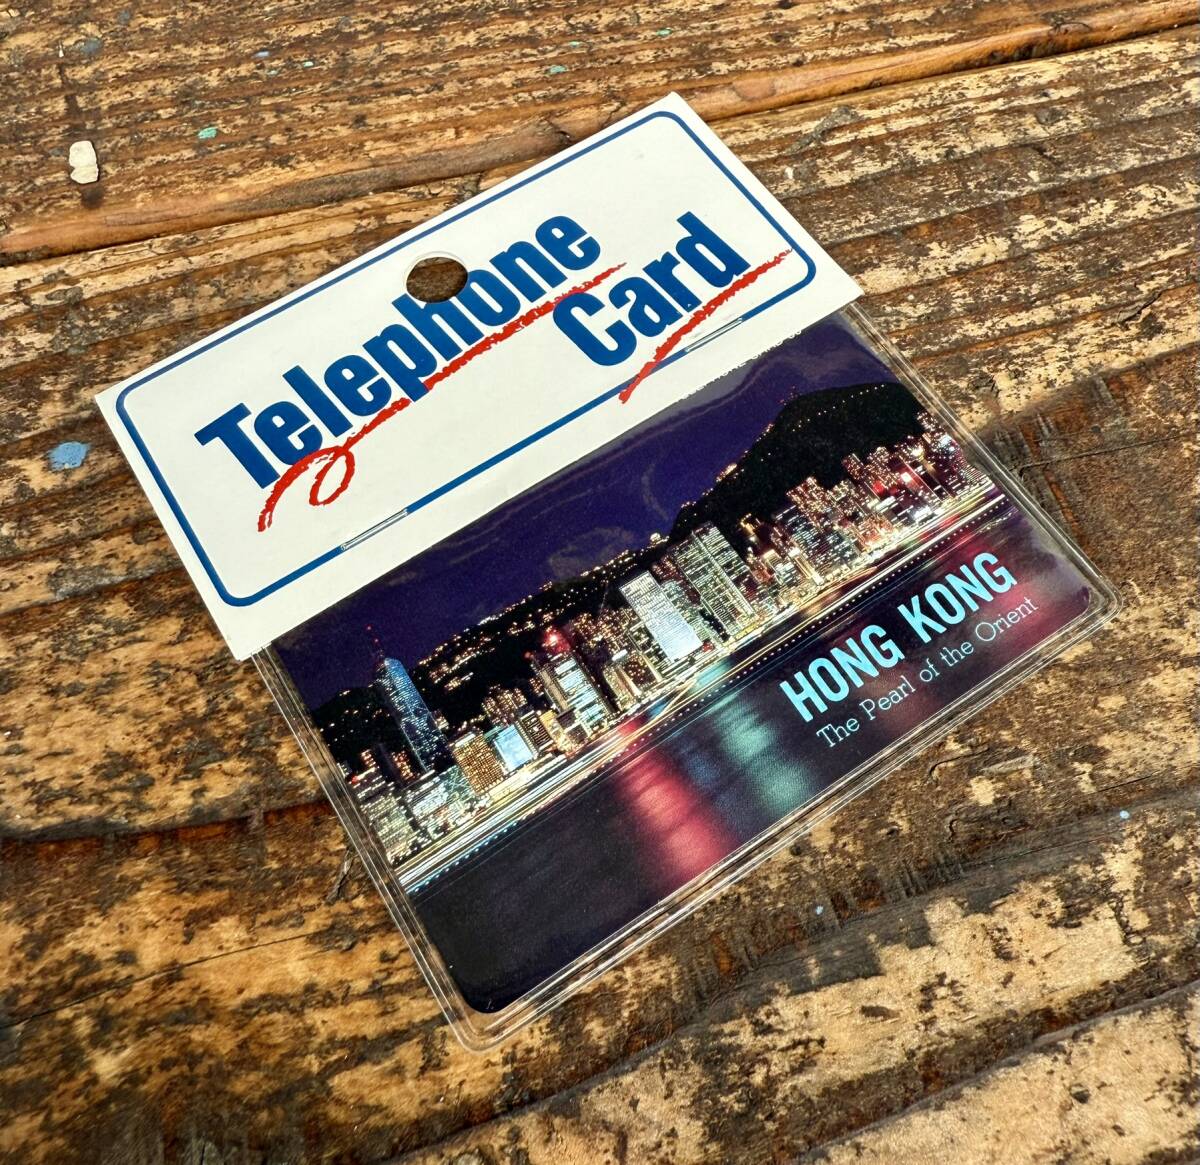 Telephone
Card
HONG KONG
The Pearl of the Orient